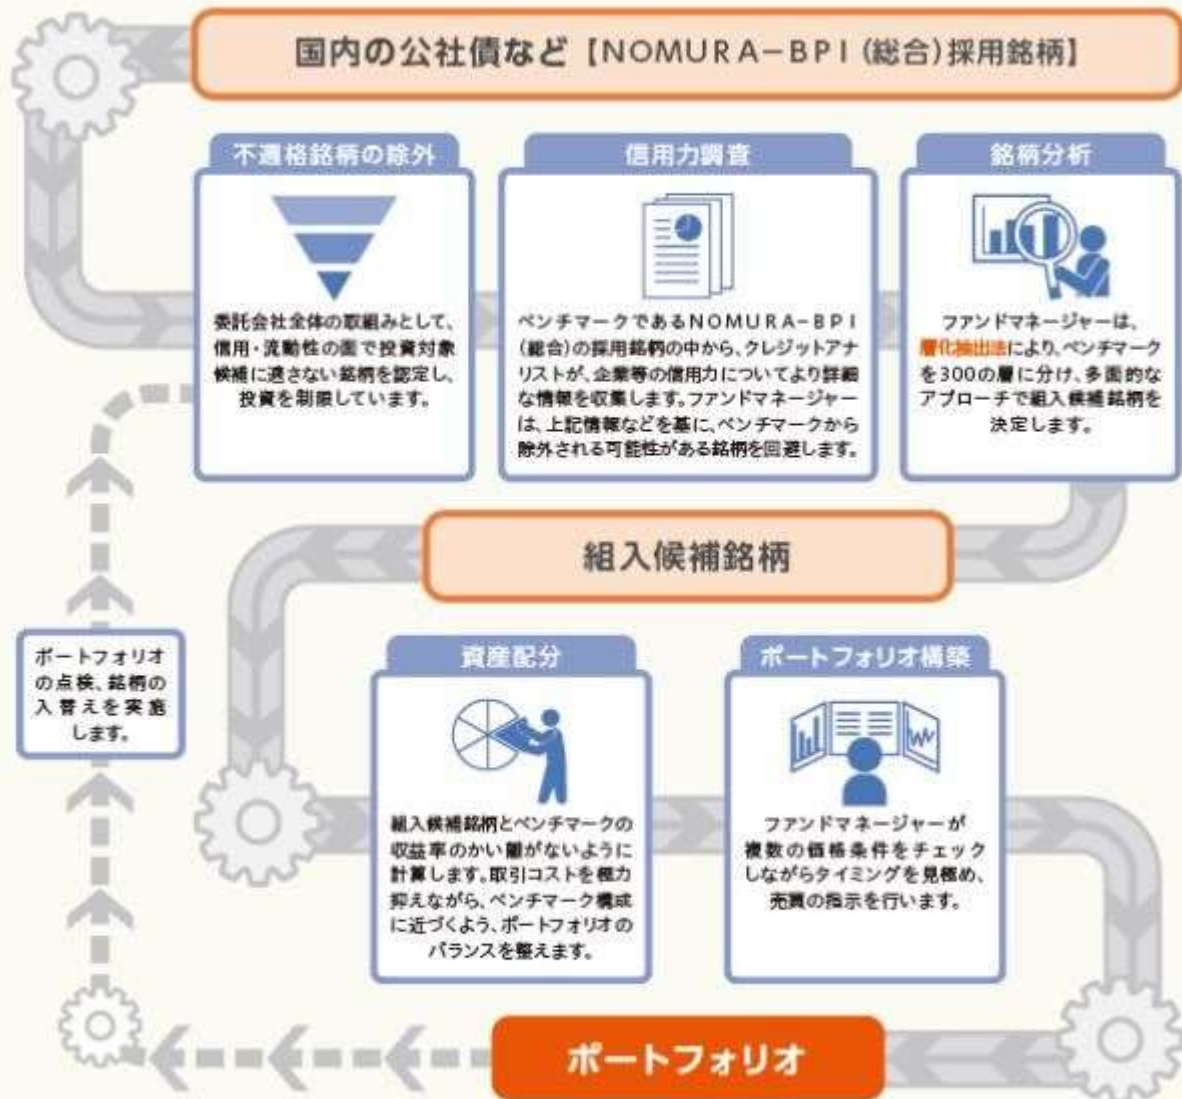 国内の公社債など【NOMURA-BPI(総合)採用銘柄】
不適格銘柄の除外
委託会社全体の取組みとして、
信用・流動性の面で投資対象
候補に適さない銘柄を認定し、
投資を制限しています。
信用力調査
ベンチマークであるNOMURA-BPI
(総合)の採用銘柄の中から、クレジットアナ
リストが、企業等の信用力についてより詳細
な情報を収集します。ファンドマネージャー
は、上記情報などを基に、ベンチマークから
除外される可能性がある銘柄を回避します。
銘柄分析
ファンドマネージャーは、
層化抽出法により、ベンチマーク
を300の層に分け、多面的な
アプローチで組入候補銘柄を
決定します。
組入候補銘柄
ポートフォリオ
の点検、銘柄の
入替えを実施
します。
資産配分
組入候補銘柄とベンチマークの
収益率のかい離がないように
計算します。取引コストを極力
抑えながら、ベンチマーク構成
に近づくよう、ポートフォリオの
バランスを整えます。
ポートフォリオ構築
ファンドマネージャーが
複数の価格条件をチェック
しながらタイミングを見極め、
売買の指示を行います。
ポートフォリオ